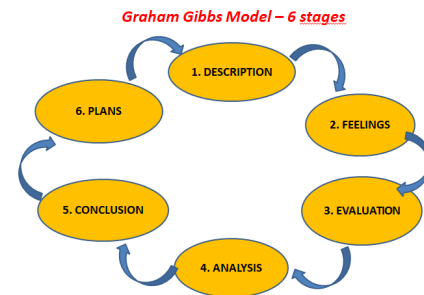 Graham Gibbs Model – 6 stages
1. DESCRIPTION
2. FEELINGS
3. EVALUATION
4. ANALYSIS
5. CONCLUSION
6. PLANS